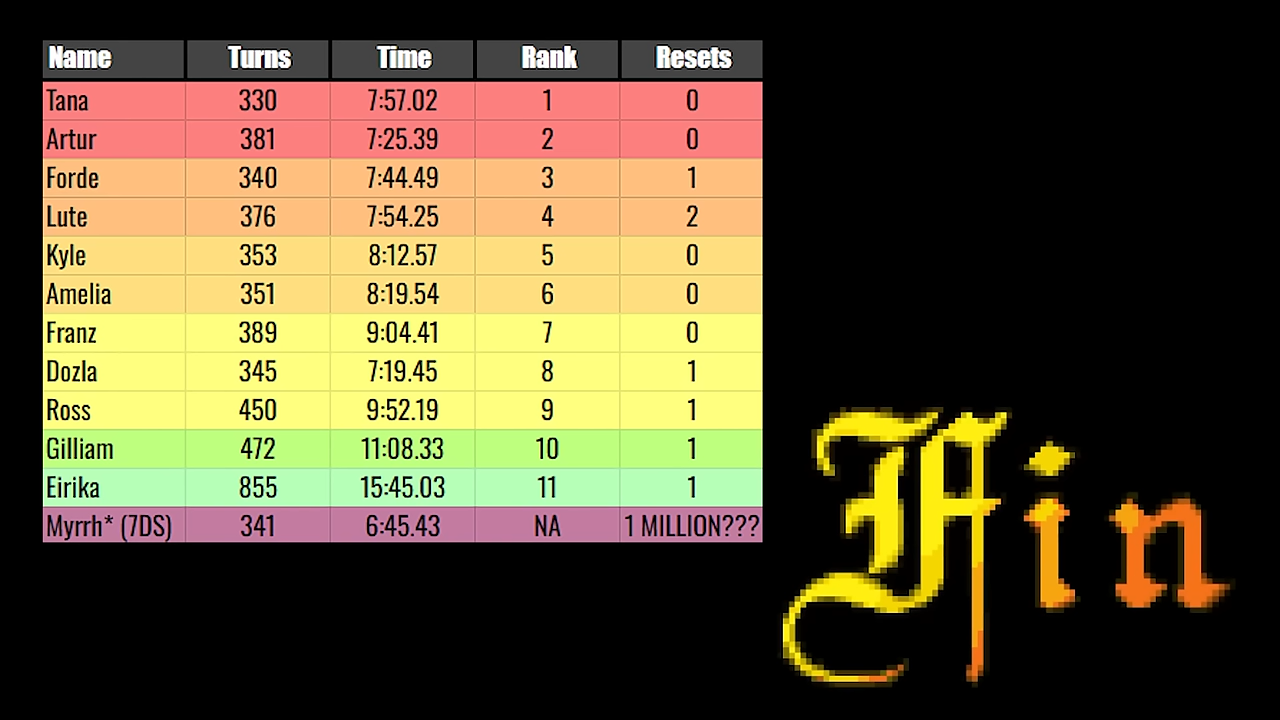 Name Turns Time Rank Resets
Tana 330 7:57.02 1 0
Artur 381 7:25.39 2 0
Forde 340 7:44.49 3 1
Lute 376 7:54.25 4 2
Kyle 353 8:12.57 5 0
Amelia 351 8:19.54 6 0
Franz 389 9:04.41 7 0
Dozla 345 7:19.45 8 1
Ross 450 9:52.19 9 1
Gilliam 472 11:08.33 10 1
Eirika 855 15:45.03 11 1
Myrrh* (7DS) 341 6:45.43 NA 1 MILLION???
Fin